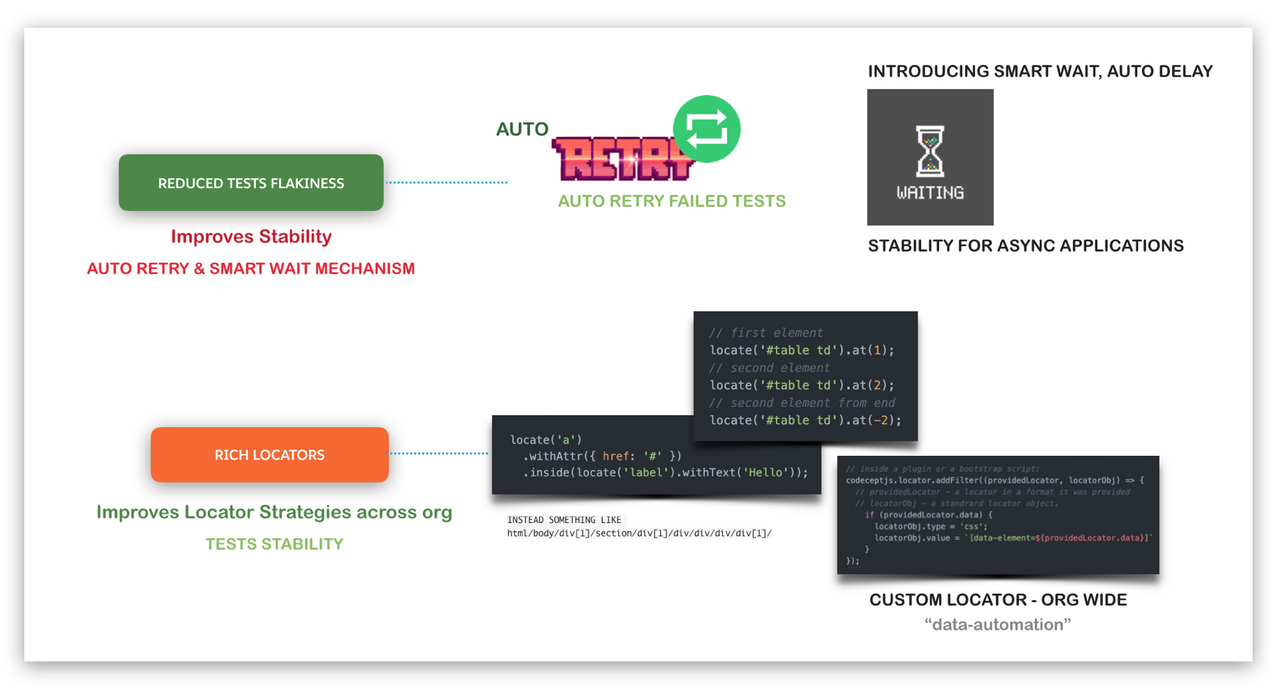 REDUCED TESTS FLAKINESS
Improves Stability
AUTO RETRY & SMART WAIT MECHANISM
AUTO
RETRY
AUTO RETRY FAILED TESTS
INTRODUCING SMART WAIT, AUTO DELAY
WAITING
STABILITY FOR ASYNC APPLICATIONS
RICH LOCATORS
Improves Locator Strategies across org
TESTS STABILITY
// first element
locate('#table td').at(1);
// second element
locate('#table td').at(2);
// second element from end
locate('#table td').at(-2);
locate('a')
.withAttr({ href: '#' })
.inside(locate('label').withText('Hello'));
INSTEAD SOMETHING LIKE
html/body/div[1]/section/div[1]/div/div/div/div[1]/
// inside a plugin or a bootstrap script:
codeceptjs.locator.addFilter((providedLocator, locatorObj) => {
// providedLocator - a locator in a format it was provided
// locatorObj - a standrard locator object.
if (providedLocator.data) {
locatorObj.type = 'css';
locatorObj.value = `[data-element=${providedLocator.data}]`
}
});
CUSTOM LOCATOR - ORG WIDE
“data-automation”